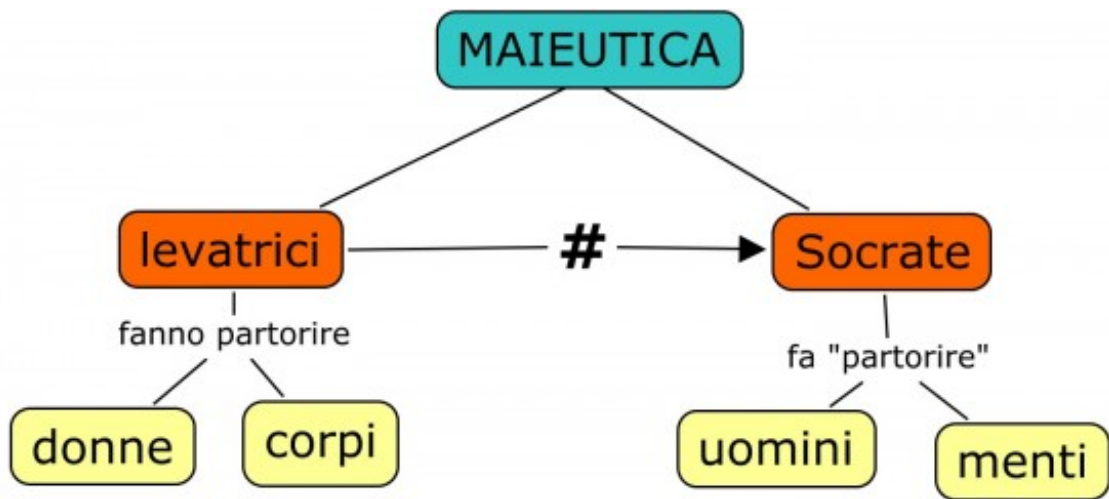 MAIEUTICA
levatrici
#
Socrate
fanno partorire
fa "partorire"
donne
corpi
uomini
menti